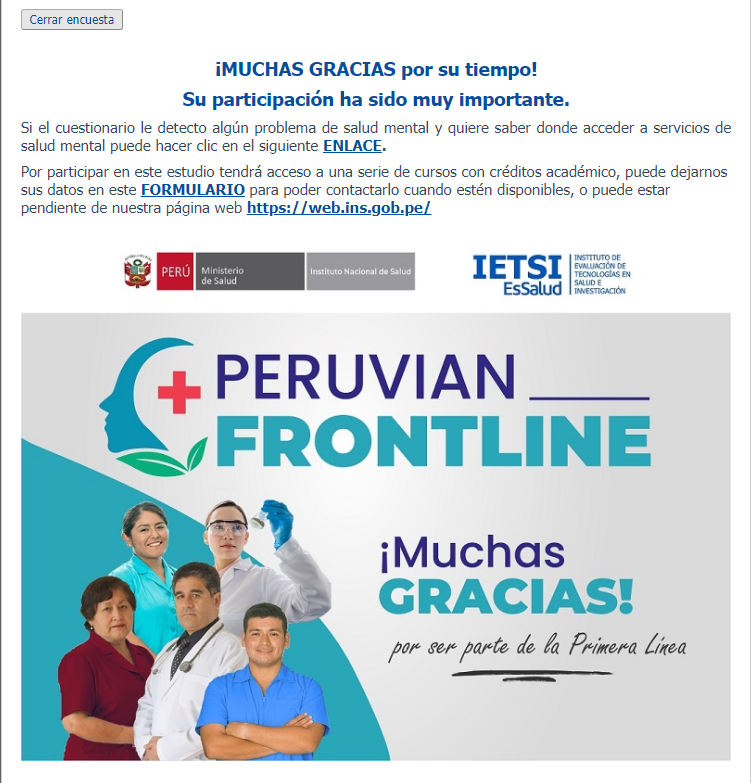 Cerrar encuesta
¡MUCHAS GRACIAS por su tiempo!
Su participación ha sido muy importante.
Si el cuestionario le detecto algún problema de salud mental y quiere saber donde acceder a servicios de
salud mental puede hacer clic en el siguiente ENLACE.
Por participar en este estudio tendrá acceso a una serie de cursos con créditos académico, puede dejarnos
sus datos en este FORMULARIO para poder contactarlo cuando estén disponibles, o puede estar
pendiente de nuestra página web https://web.ins.gob.pe/
PERÚ
Ministerio
de Salud
Instituto Nacional de Salud
IETSI
EsSalud
INSTITUTO DE
EVALUACIÓN DE
TECNOLOGÍAS EN
SALUD E
INVESTIGACIÓN
PERUVIAN
FRONTLINE
¡Muchas
GRACIAS!
por ser parte de la Primera Línea